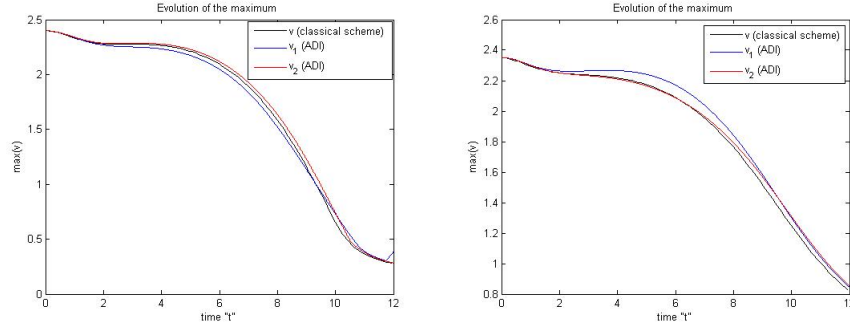 Evolution of the maximum
2.5
2
1.5
1
0.5
0
max(v)
v (classical scheme)
v1 (ADI)
v2 (ADI)
0 2 4 6 8 10 12
time "t"
Evolution of the maximum
2.6
2.4
2.2
2
1.8
1.6
1.4
1.2
1
0.8
max(v)
v (classical scheme)
v1 (ADI)
v2 (ADI)
0 2 4 6 8 10 12
time "t"